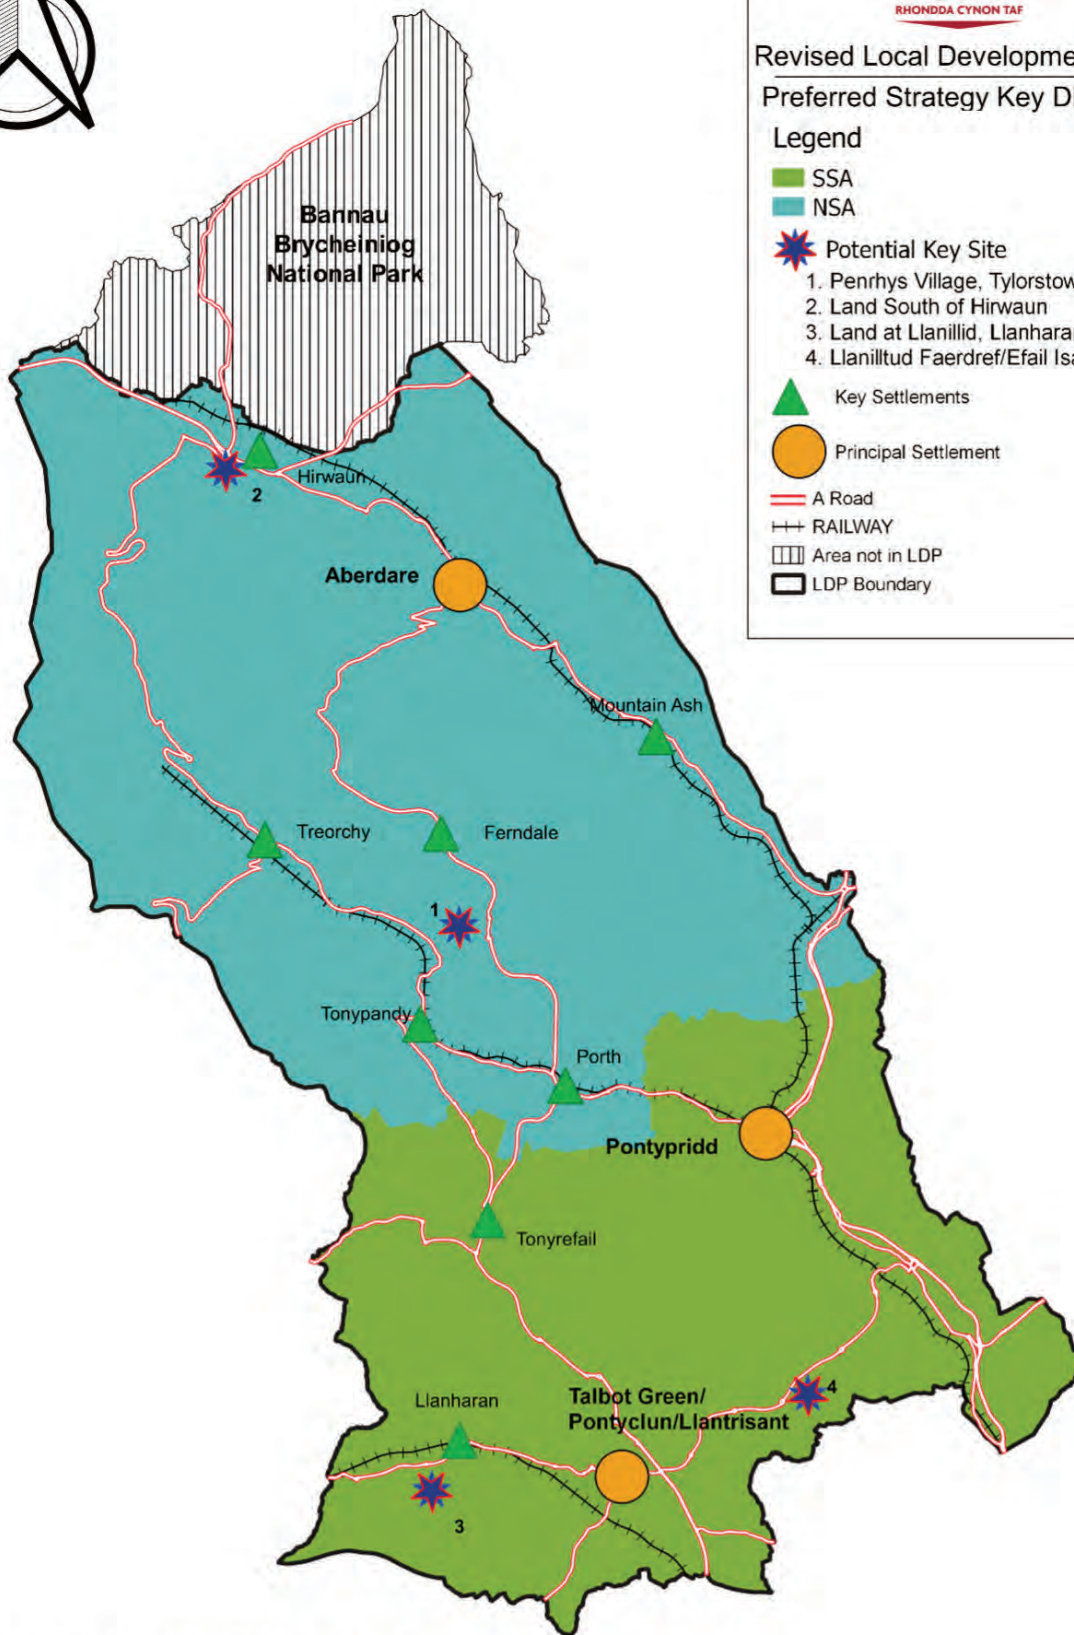 RHONDDA CYNON TAF
Revised Local Developme
Preferred Strategy Key Di
Legend
SSA
NSA
Potential Key Site
1. Penrhys Village, Tylorstow
2. Land South of Hirwaun
3. Land at Llanillid, Llanhara
4. Llanilltud Faerdref/Efail Isa
Key Settlements
Principal Settlement
A Road
RAILWAY
Area not in LDP
LDP Boundary
Bannau
Brycheiniog
National Park
Hirwaun
2
Aberdare
Mountain Ash
Treorchy
Ferndale
1
Tonypandy
Porth
Pontypridd
Tonyrefail
4
Talbot Green/
Pontyclun/Llantrisant
Llanharan
3